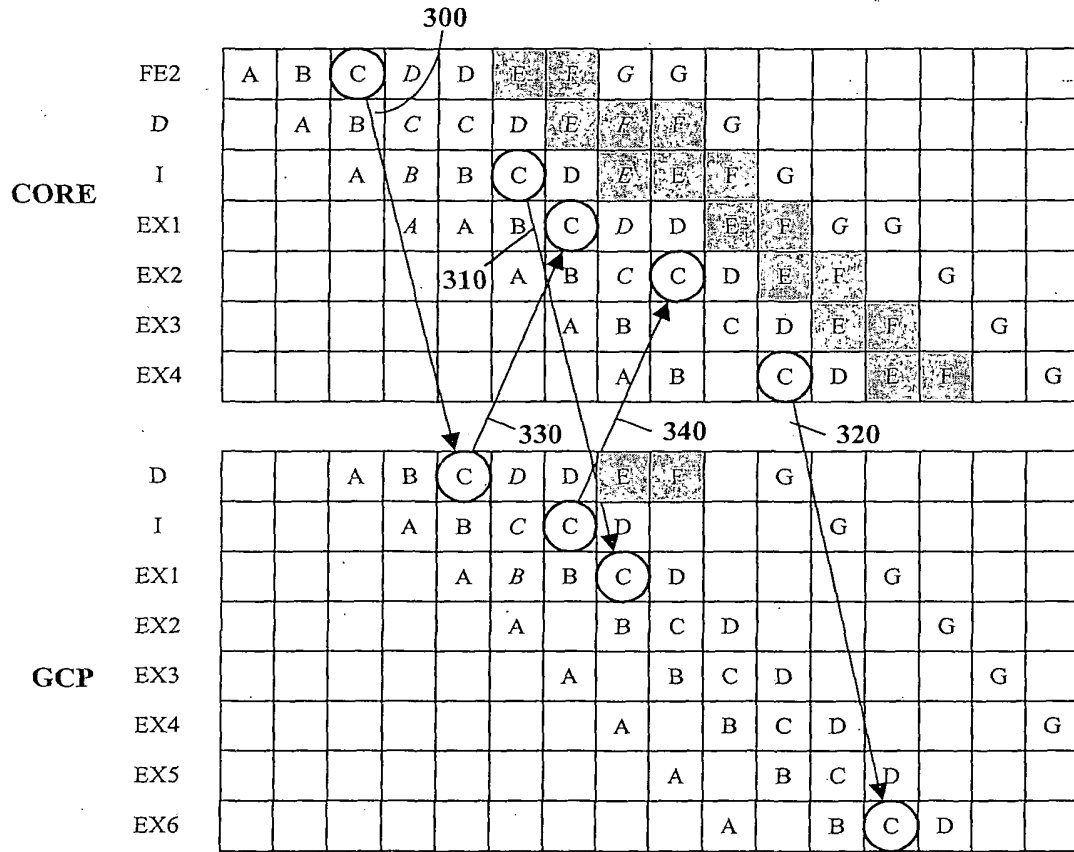 300
FE2 A B C D D E F G G
D A B C C D E F F G
CORE
I A B B C D E E F G
EX1 A A B C D D E F G G
310
EX2 A B C C D E F G
EX3 A B C D E F G
EX4 A B C D E F G
330 340 320
D A B C D D E F G
I A B C C D G
EX1 A B B C D G
EX2 A B C D G
GCP
EX3 A B C D G
EX4 A B C D G
EX5 A B C D
EX6 A B C D